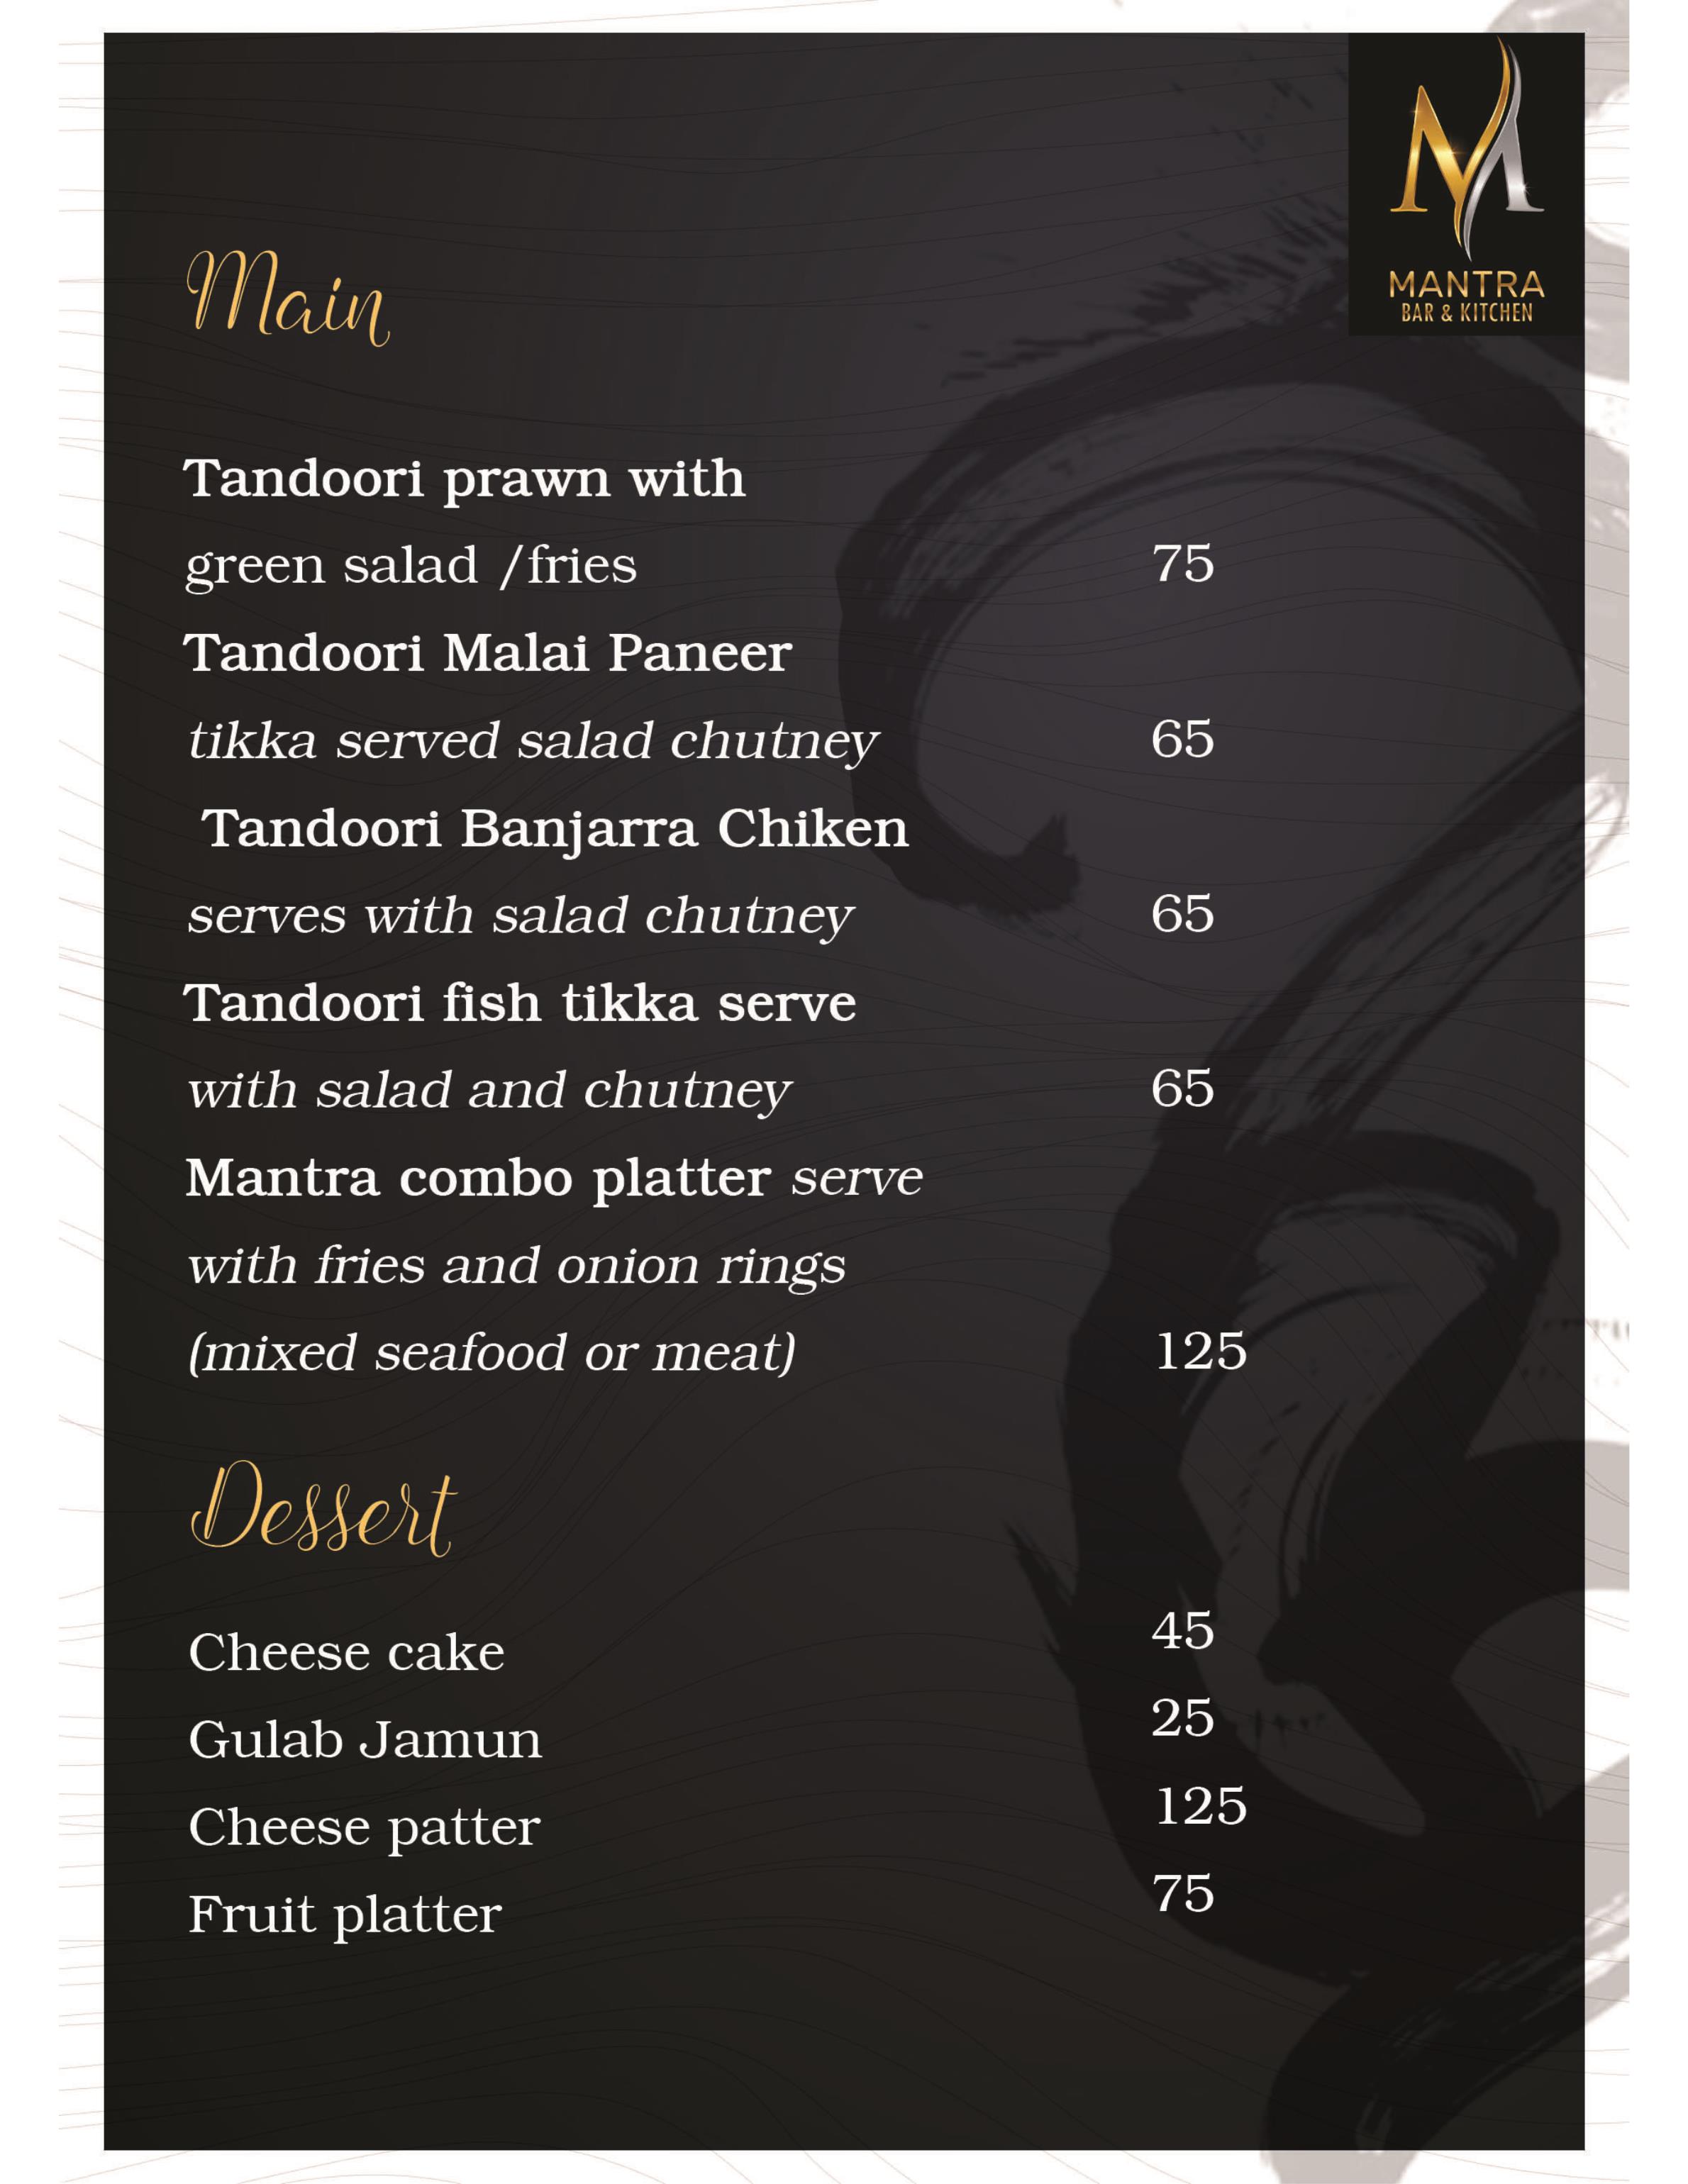 MANTRA
BAR & KITCHEN
Main
Tandoori prawn with
green salad /fries 75
Tandoori Malai Paneer
tikka served salad chutney 65
Tandoori Banjarra Chiken
serves with salad chutney 65
Tandoori fish tikka serve
with salad and chutney 65
Mantra combo platter serve
with fries and onion rings
(mixed seafood or meat) 125
Dessert
Cheese cake 45
Gulab Jamun 25
Cheese patter 125
Fruit platter 75